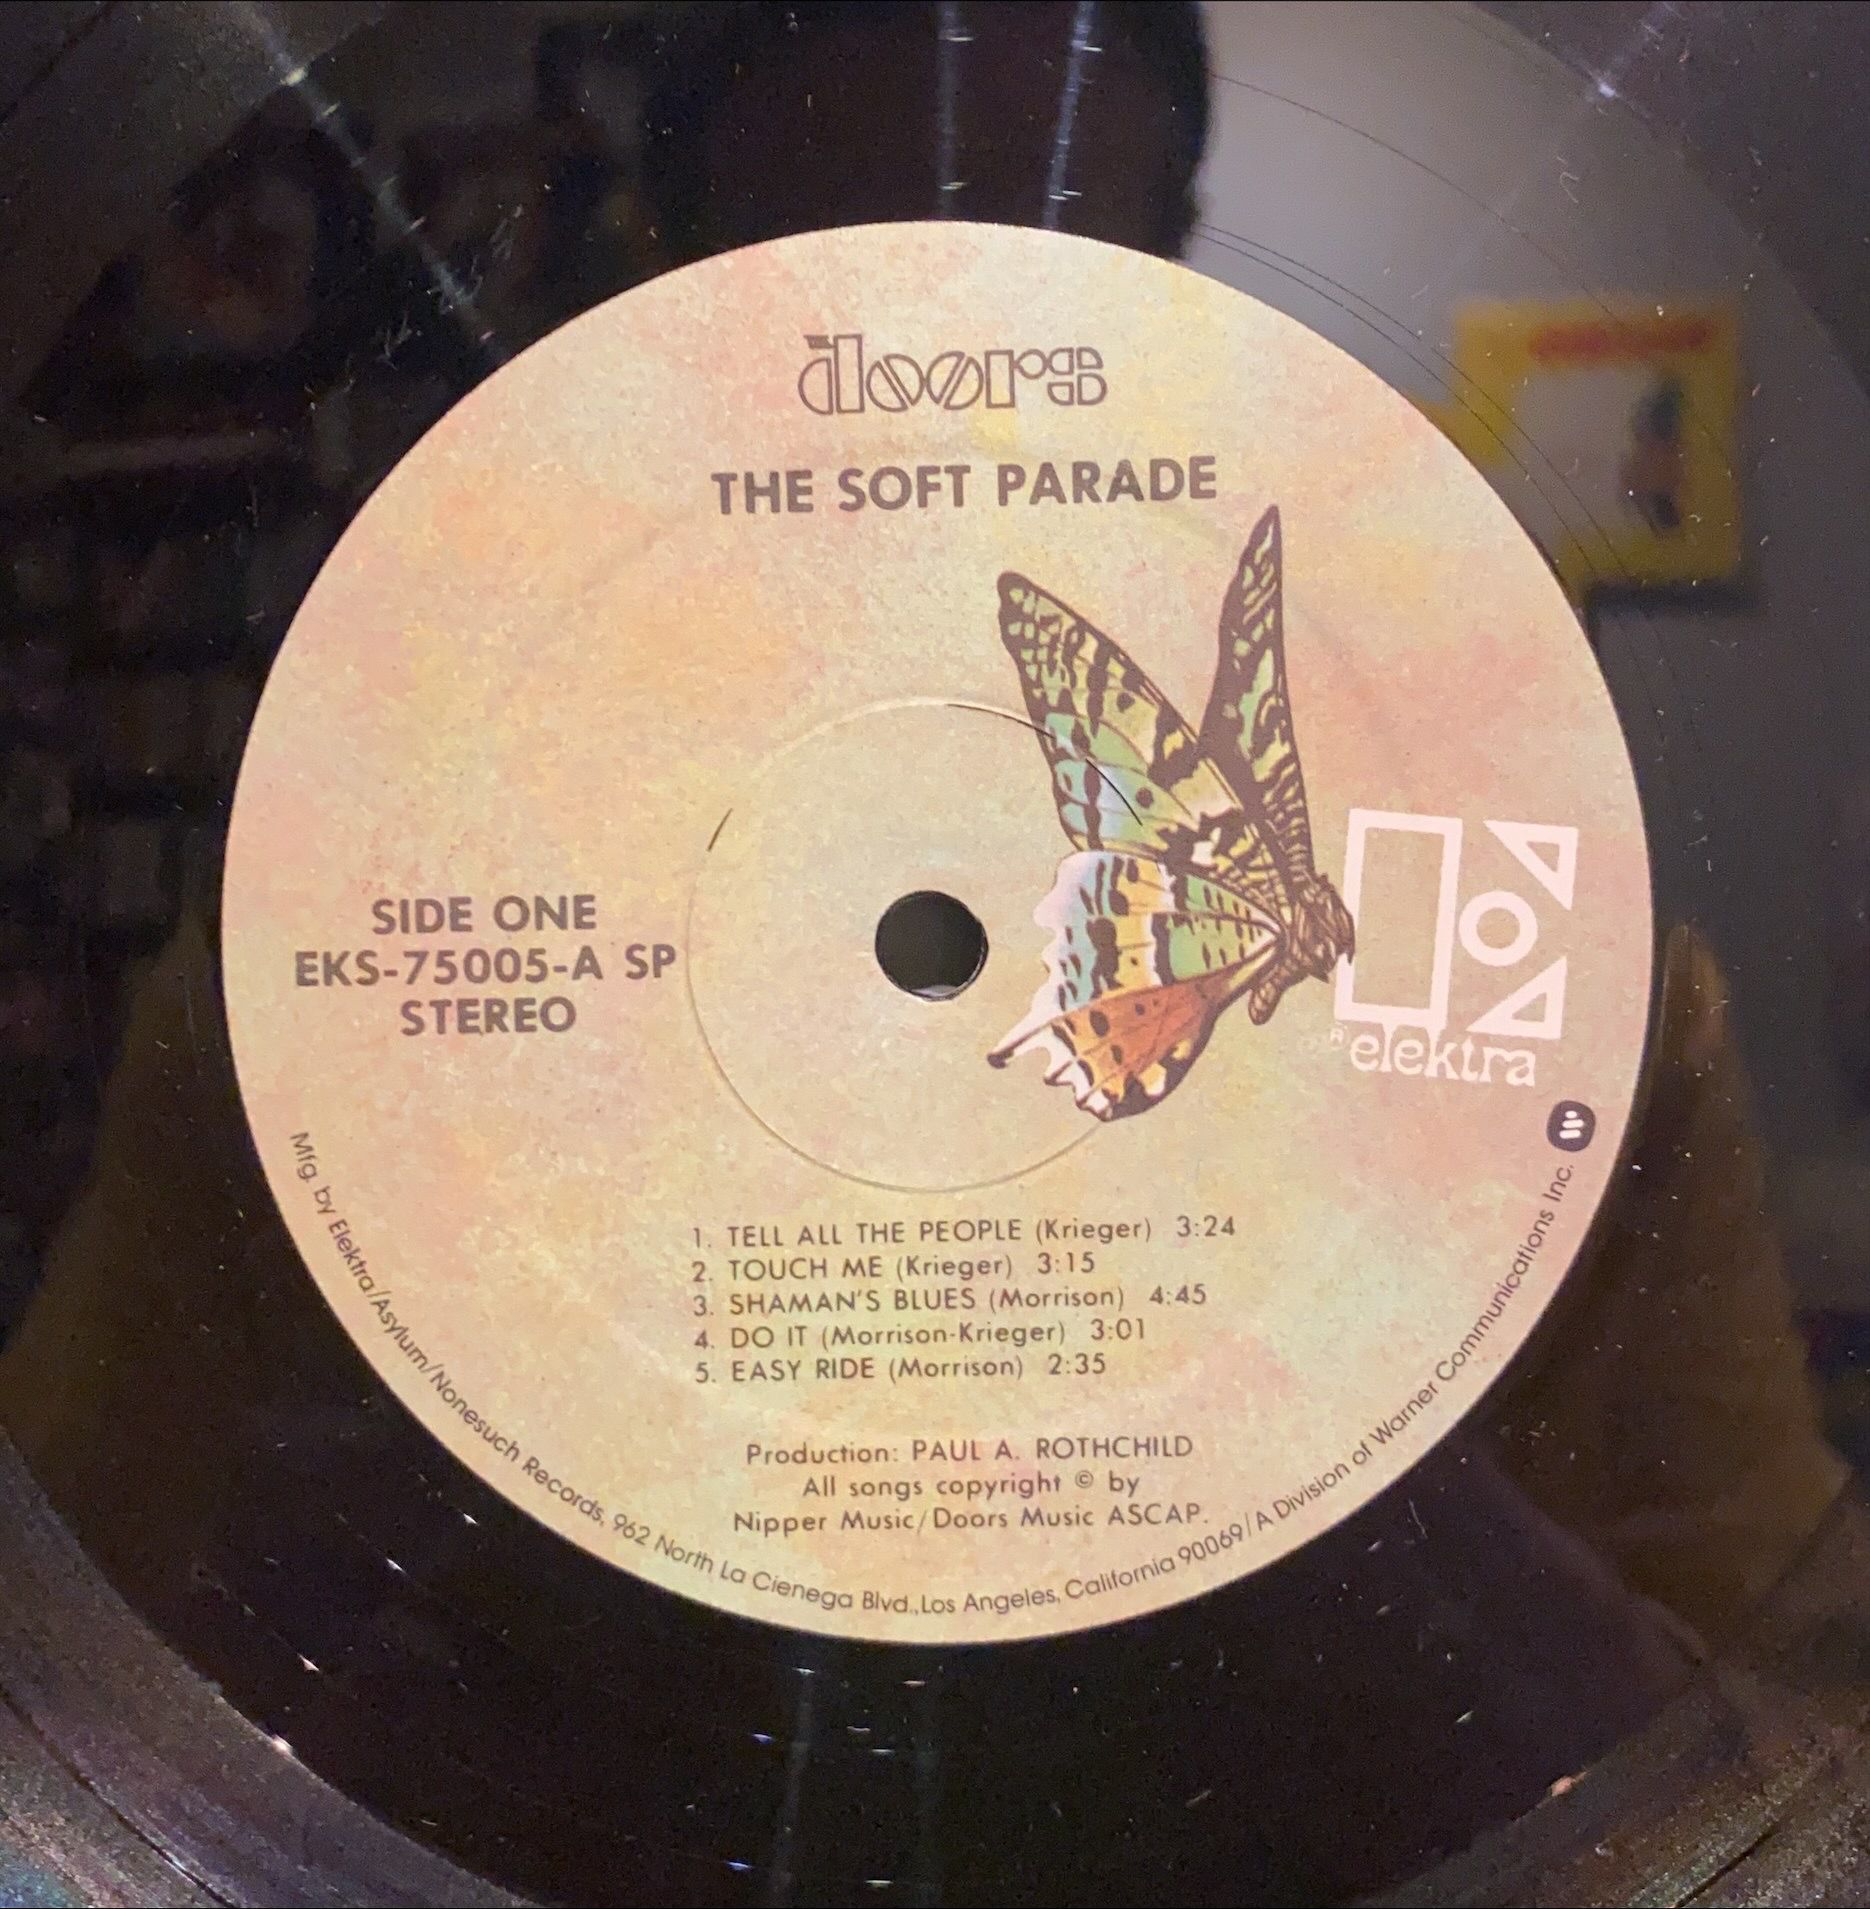 doors
THE SOFT PARADE
SIDE ONE
EKS-75005-A SP
STEREO
® elektra
1. TELL ALL THE PEOPLE (Krieger) 3:24
2. TOUCH ME (Krieger) 3:15
3. SHAMAN'S BLUES (Morrison) 4:45
4. DO IT (Morrison-Krieger) 3:01
5. EASY RIDE (Morrison) 2:35
Production: PAUL A. ROTHCHILD
All songs copyright © by
Nipper Music/Doors Music ASCAP.
Mfg. by Elektra/Asylum/Nonesuch Records, 962 North La Cienega Blvd., Los Angeles, California 90069/A Division of Warner Communications Inc.